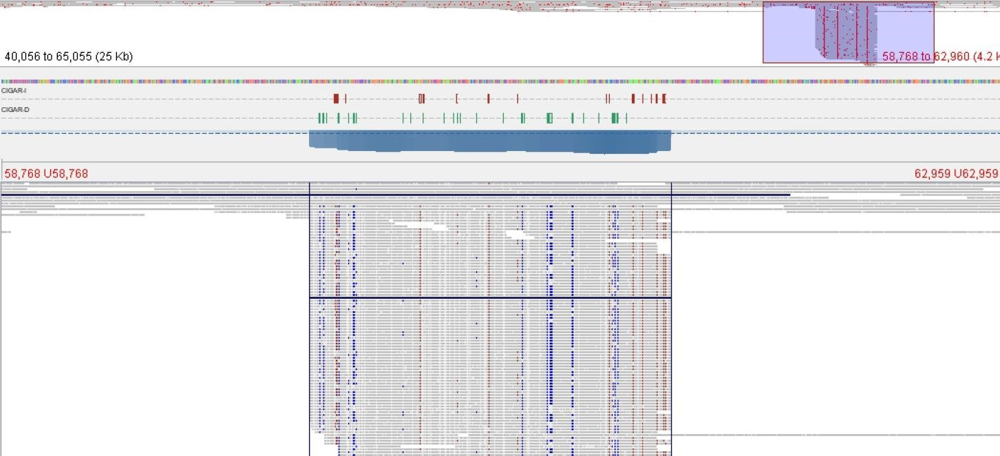 40,056 to 65,055 (25 Kb)
58,768 to 62,960 (4.2 K
CIGAR-I
CIGAR-D
58,768 U58,768
62,959 U62,959